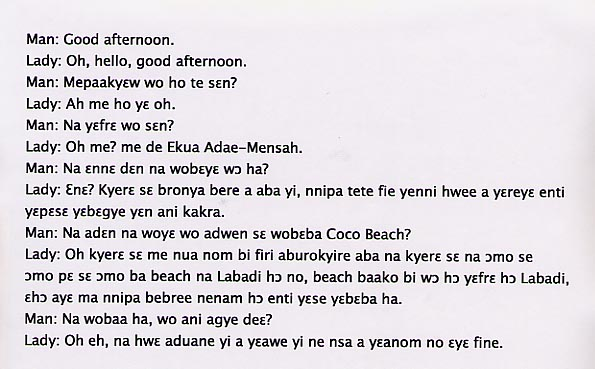 Man: Good afternoon.
Lady: Oh, hello, good afternoon.
Man: Mepaakyɛw wo ho te sɛn?
Lady: Ah me ho yɛ oh.
Man: Na yɛfrɛ wo sɛn?
Lady: Oh me? me de Ekua Adae-Mensah.
Man: Na ɛnnɛ dɛn na wobɛyɛ wɔ ha?
Lady: Ɛnɛ? Kyerɛ sɛ bronya bere a aba yi, nnipa tete fie yenni hwee a yɛreyɛ enti
yɛpɛsɛ yɛbɛgye yɛn ani kakra.
Man: Na adɛn na woyɛ wo adwen sɛ wobɛba Coco Beach?
Lady: Oh kyerɛ sɛ me nua nom bi firi aburokyire aba na kyerɛ sɛ na ɔmo se
ɔmo pɛ sɛ ɔmo ba beach na Labadi hɔ no, beach baako bi wɔ hɔ yɛfrɛ hɔ Labadi,
ɛhɔ ayɛ ma nnipa bebree nenam hɔ enti yɛse yɛbɛba ha.
Man: Na wobaa ha, wo ani agye deɛ?
Lady: Oh eh, na hwɛ aduane yi a yɛawe yi ne nsa a yɛanom no ɛyɛ fine.